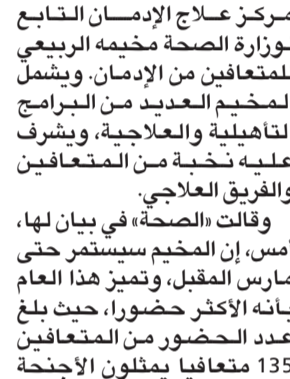 مركز علاج الإدمان التابع
لوزارة الصحة مخيمه الربيعي
للمتعافين من الإدمان. ويشمل
المخيم العديد من البرامج
التأهيلية والعلاجية، ويشرف
عليه نخبة من المتعافين
والفريق العلاجي.
وقالت «الصحة» في بيان لها،
أمس، إن المخيم سيستمر حتى
مارس المقبل، وتميز هذا العام
بأنه الأكثر حضورا، حيث بلغ
عدد الحضور من المتعافين
135 متعافيا يمثلون الأجنحة